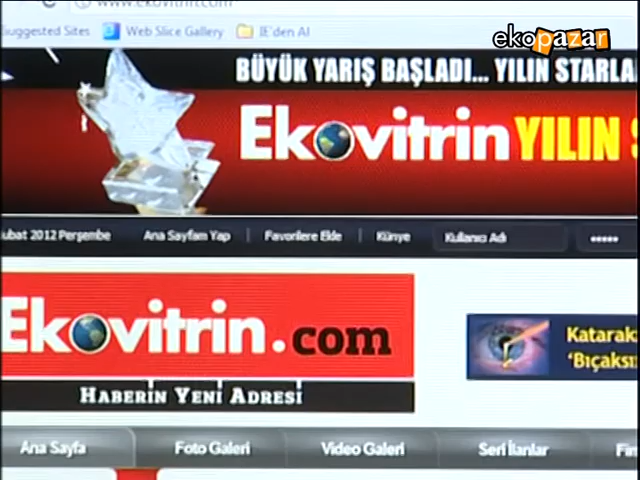 www.ekovitrin.com
Suggested Sites Web Slice Gallery IE'den Al
ekopazar
BÜYÜK YARIŞ BAŞLADI... YILIN STARLA
Ekovitrin YILIN S
ubat 2012 Perşembe Ana Sayfam Yap | Favorilere Ekle | Künye Kullanıcı Adı •••••
Ekovitrin.com
Katarak
'Bıçaksı
HABERİN YENİ ADRESİ
Ana Sayfa Foto Galeri Video Galeri Seri İlanlar Fir